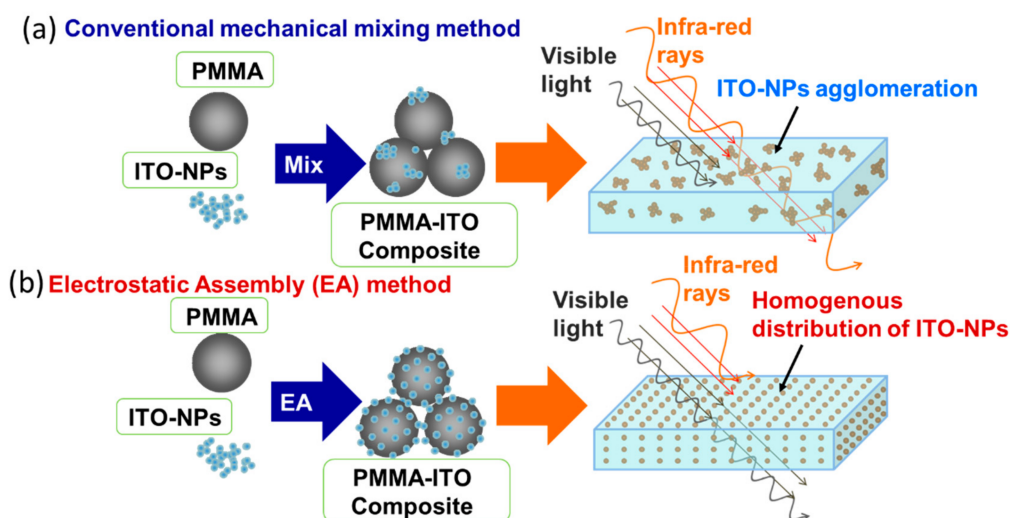 (a) Conventional mechanical mixing method
PMMA
ITO-NPs
Mix
PMMA-ITO
Composite
Visible
light
Infra-red
rays
ITO-NPs agglomeration
(b) Electrostatic Assembly (EA) method
PMMA
ITO-NPs
EA
PMMA-ITO
Composite
Visible
light
Infra-red
rays
Homogenous
distribution of ITO-NPs